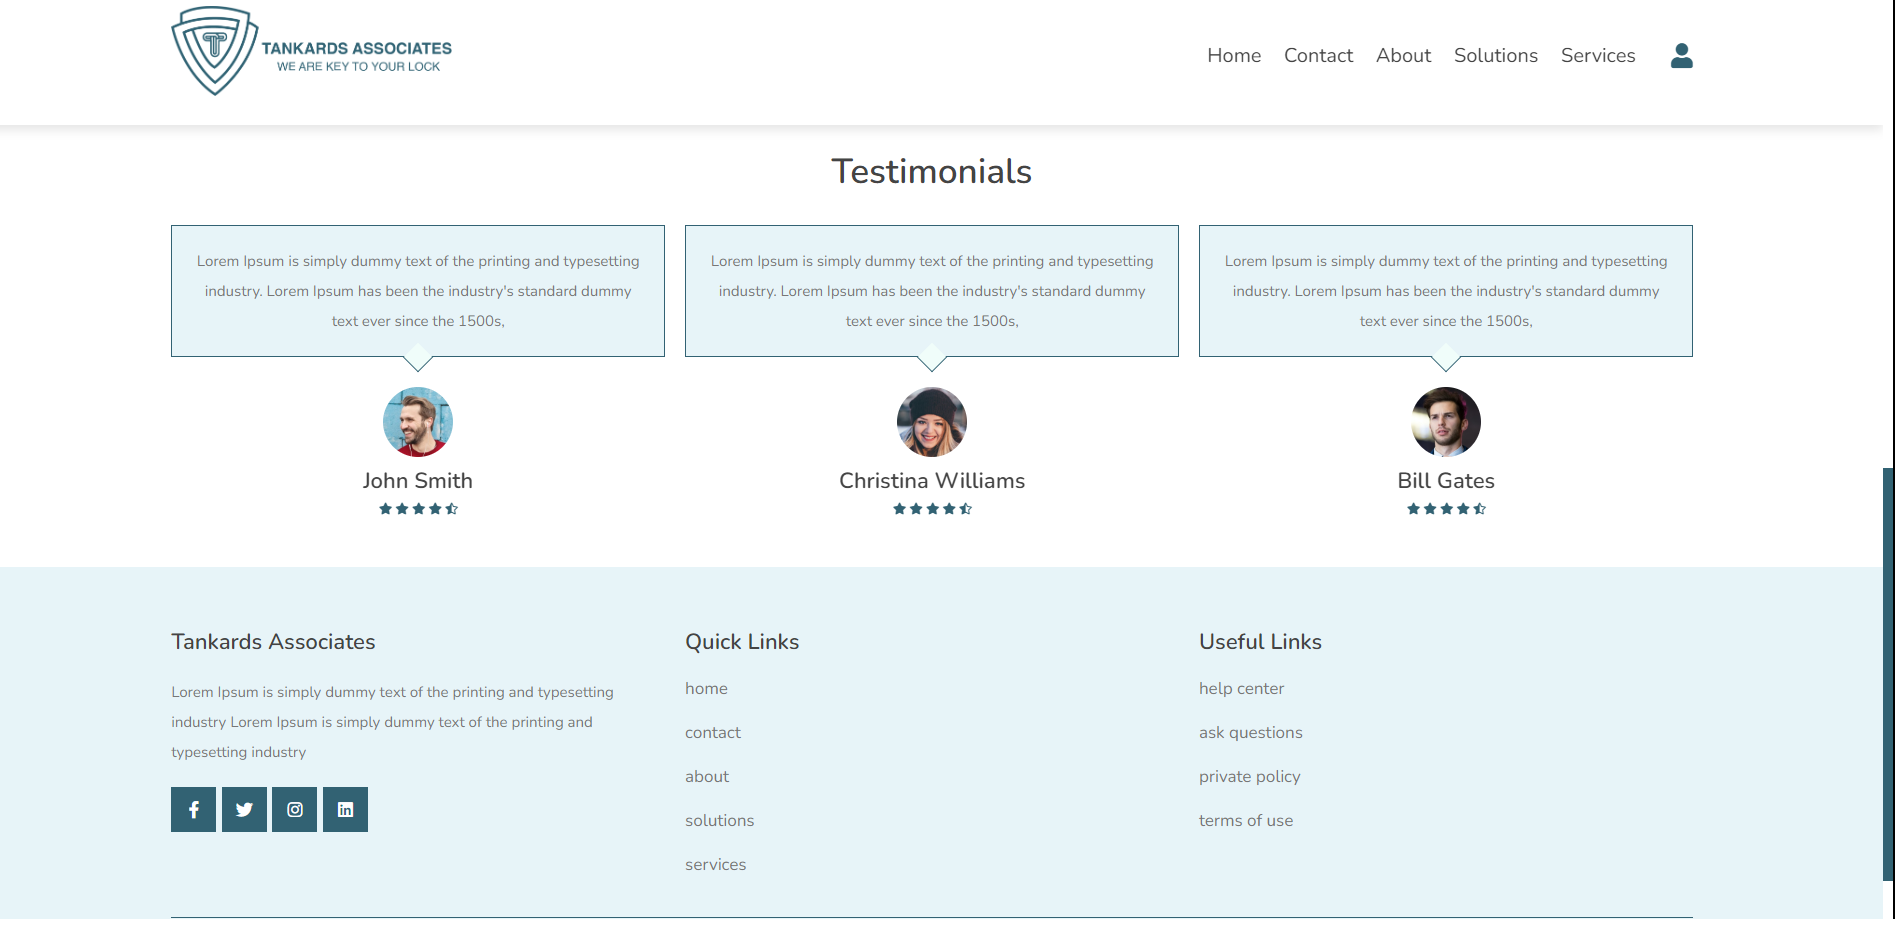 TANKARDS ASSOCIATES
WE ARE KEY TO YOUR LOCK
Home Contact About Solutions Services
Testimonials
Lorem Ipsum is simply dummy text of the printing and typesetting
industry. Lorem Ipsum has been the industry's standard dummy
text ever since the 1500s,
John Smith
Lorem Ipsum is simply dummy text of the printing and typesetting
industry. Lorem Ipsum has been the industry's standard dummy
text ever since the 1500s,
Christina Williams
Lorem Ipsum is simply dummy text of the printing and typesetting
industry. Lorem Ipsum has been the industry's standard dummy
text ever since the 1500s,
Bill Gates
Tankards Associates
Lorem Ipsum is simply dummy text of the printing and typesetting
industry Lorem Ipsum is simply dummy text of the printing and
typesetting industry
Quick Links
home
contact
about
solutions
services
Useful Links
help center
ask questions
private policy
terms of use